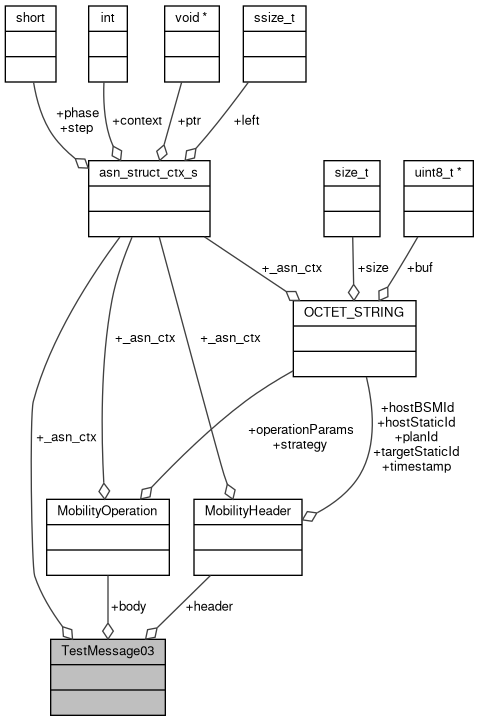 short
int
void *
ssize_t
+phase
+step
+context
+ptr
+left
asn_struct_ctx_s
size_t
uint8_t *
+_asn_ctx
+size
+buf
OCTET_STRING
+_asn_ctx
+_asn_ctx
+hostBSMId
+hostStaticId
+planId
+targetStaticId
+timestamp
+operationParams
+strategy
+_asn_ctx
MobilityOperation
MobilityHeader
+body
+header
TestMessage03